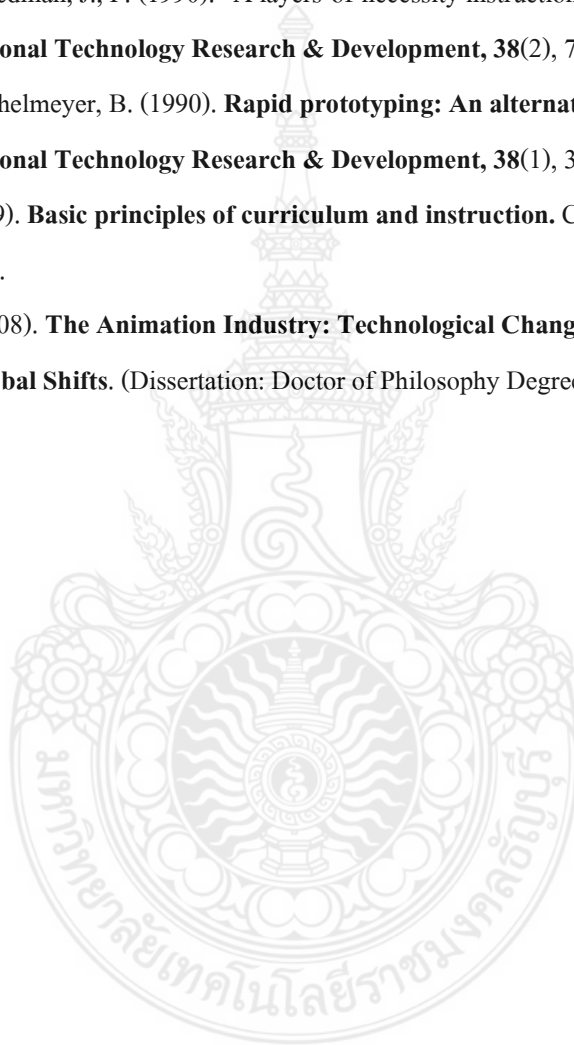 edman, J., F. (1990). A layers of necessity instruction
onal Technology Research & Development, 38(2), 7
helmeyer, B. (1990). Rapid prototyping: An alternat
onal Technology Research & Development, 38(1), 3
9). Basic principles of curriculum and instruction. C
.
08). The Animation Industry: Technological Chang
bal Shifts. (Dissertation: Doctor of Philosophy Degree
มหาวิทยาลัยเทคโนโลยีราชมงคลธัญบุรี